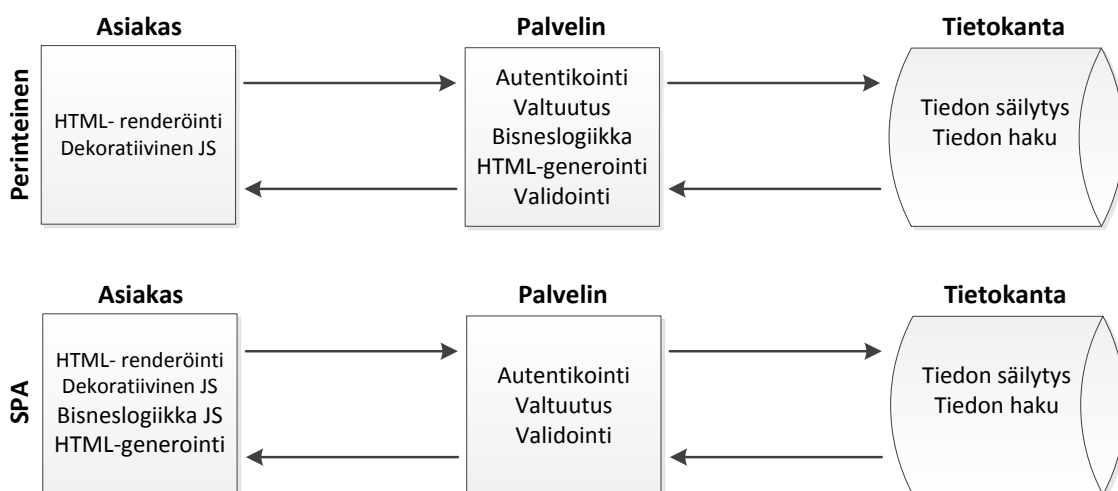 Asiakas
Palvelin
Tietokanta
Perinteinen
HTML- renderöinti
Dekoratiivinen JS
Autentikointi
Valtuutus
Bisneslogiikka
HTML-generointi
Validointi
Tiedon säilytys
Tiedon haku
Asiakas
Palvelin
Tietokanta
SPA
HTML- renderöinti
Dekoratiivinen JS
Bisneslogiikka JS
HTML-generointi
Autentikointi
Valtuutus
Validointi
Tiedon säilytys
Tiedon haku